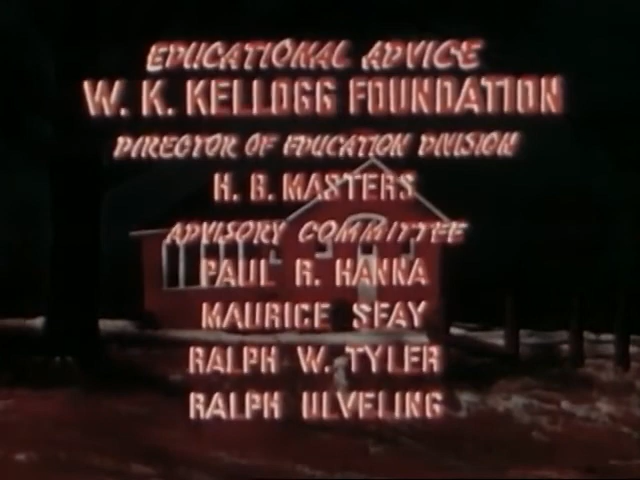 EDUCATIONAL ADVICE
W. K. KELLOGG FOUNDATION
DIRECTOR OF EDUCATION DIVISION
H. B. MASTERS
ADVISORY COMMITTEE
PAUL R. HANNA
MAURICE SEAY
RALPH W. TYLER
RALPH ULVELING